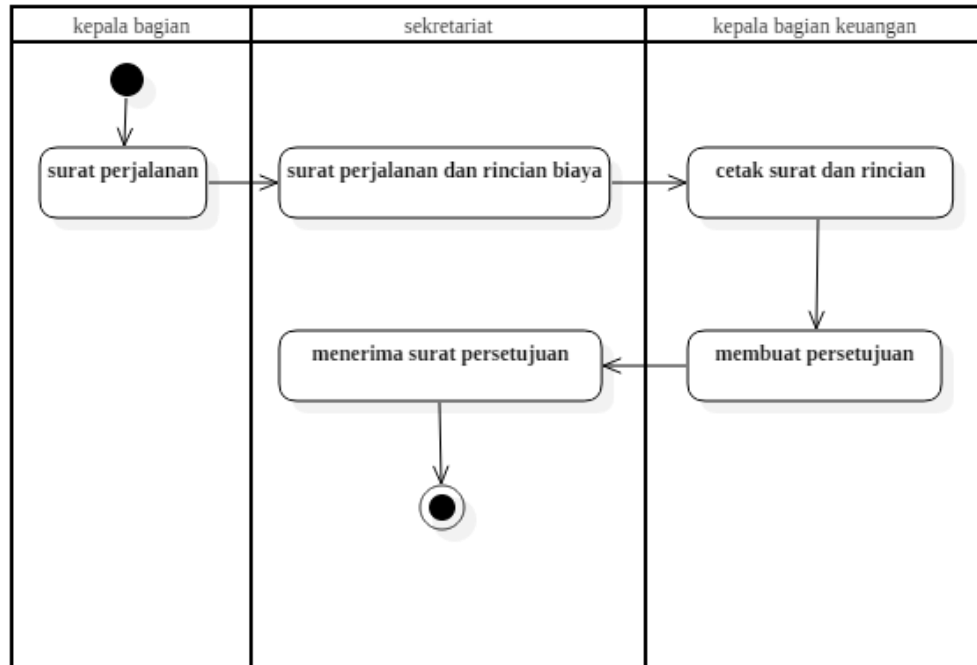 kepala bagian
sekretariat
kepala bagian keuangan
surat perjalanan
surat perjalanan dan rincian biaya
cetak surat dan rincian
menerima surat persetujuan
membuat persetujuan